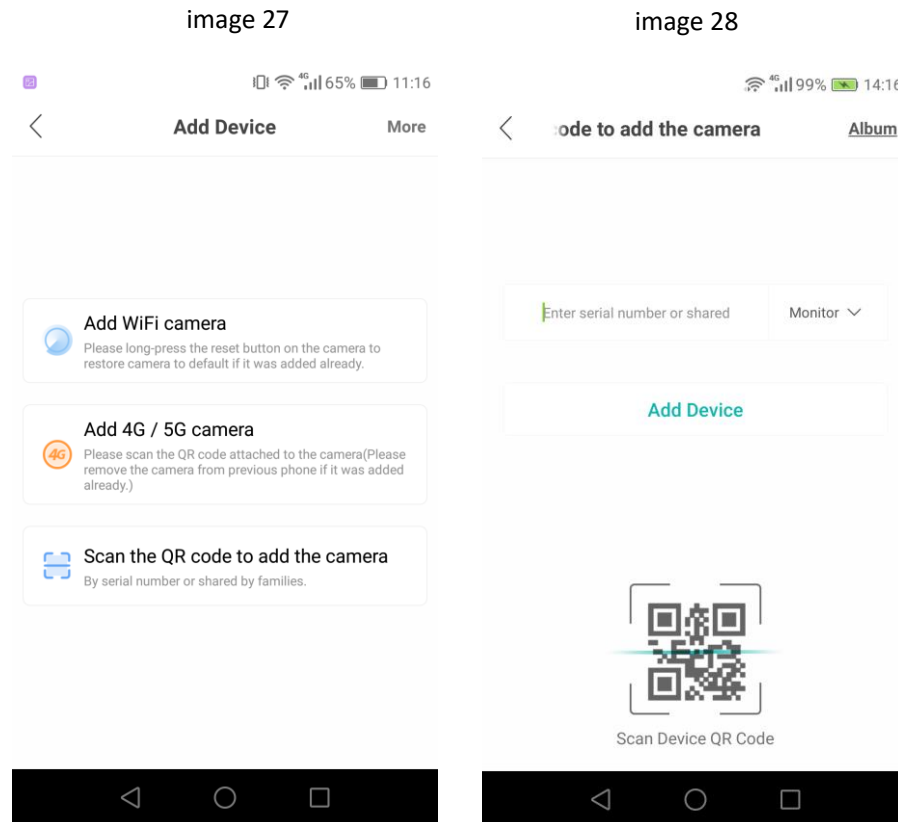 image 27
65% 11:16
Add Device More
Add WiFi camera
Please long-press the reset button on the camera to
restore camera to default if it was added already.
Add 4G / 5G camera
4G
Please scan the QR code attached to the camera(Please
remove the camera from previous phone if it was added
already.)
Scan the QR code to add the camera
By serial number or shared by families.
image 28
4G 99% 14:16
ode to add the camera Album
Enter serial number or shared Monitor
Add Device
Scan Device QR Code